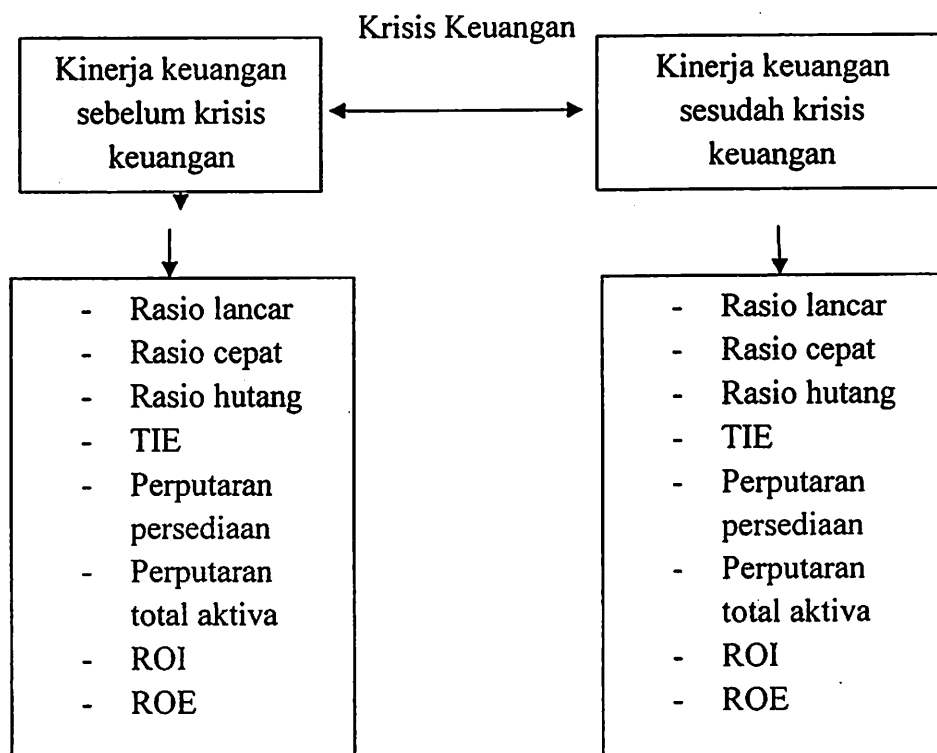 Krisis Keuangan
Kinerja keuangan
sebelum krisis
keuangan
Kinerja keuangan
sesudah krisis
keuangan
- Rasio lancar
- Rasio cepat
- Rasio hutang
- TIE
- Perputaran
persediaan
- Perputaran
total aktiva
- ROI
- ROE
- Rasio lancar
- Rasio cepat
- Rasio hutang
- TIE
- Perputaran
persediaan
- Perputaran
total aktiva
- ROI
- ROE